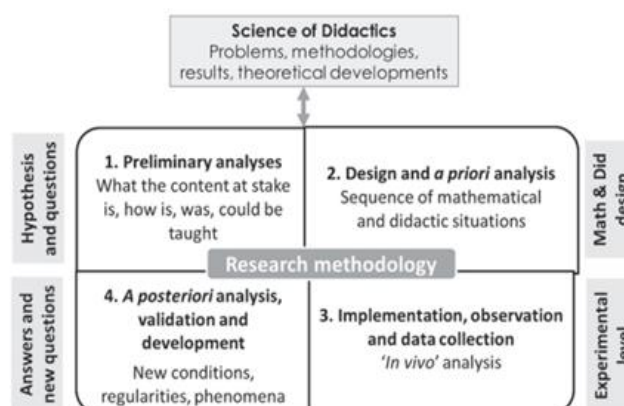 Science of Didactics
Problems, methodologies,
results, theoretical developments
Hypothesis
and questions
1. Preliminary analyses
What the content at stake
is, how is, was, could be
taught
2. Design and a priori analysis
Sequence of mathematical
and didactic situations
Math & Did
design
Research methodology
Answers and
new questions
4. A posteriori analysis,
validation and
development
New conditions,
regularities, phenomena
3. Implementation, observation
and data collection
'In vivo' analysis
Experimental
level